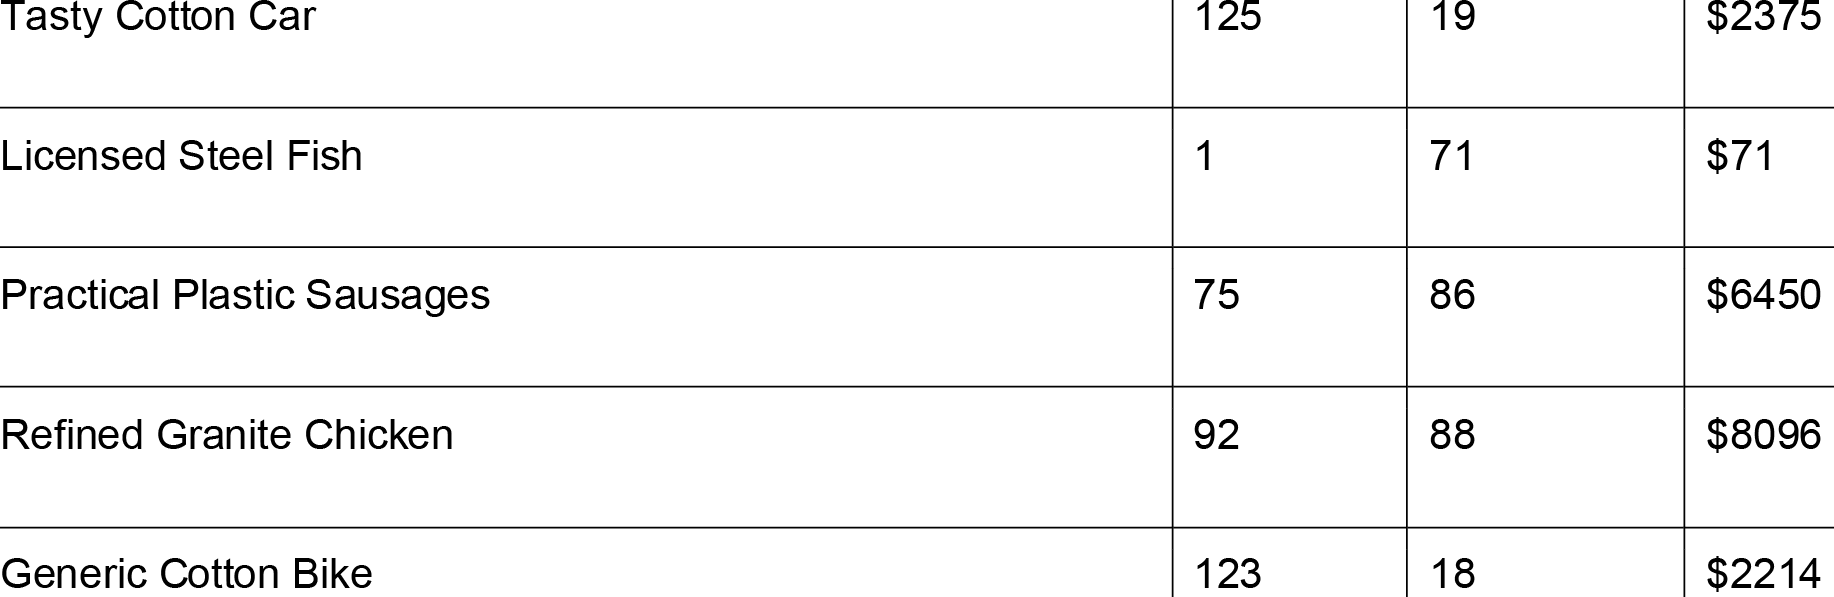 Tasty Cotton Car 125 19 $2375
Licensed Steel Fish 1 71 $71
Practical Plastic Sausages 75 86 $6450
Refined Granite Chicken 92 88 $8096
Generic Cotton Bike 123 18 $2214